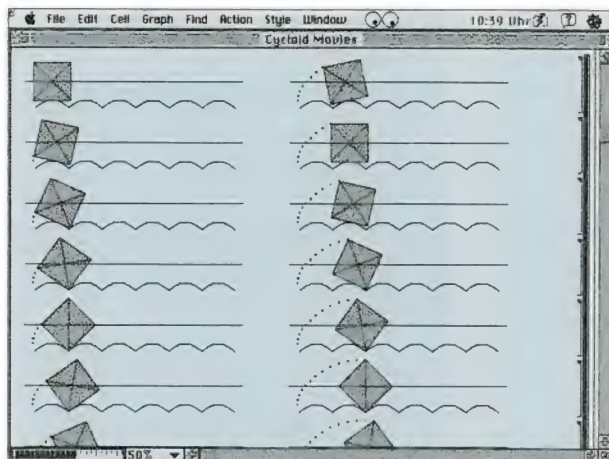 File Edit Cell Graph Find Action Style Window 10:39 Uhr
Cycloid Movies
50%